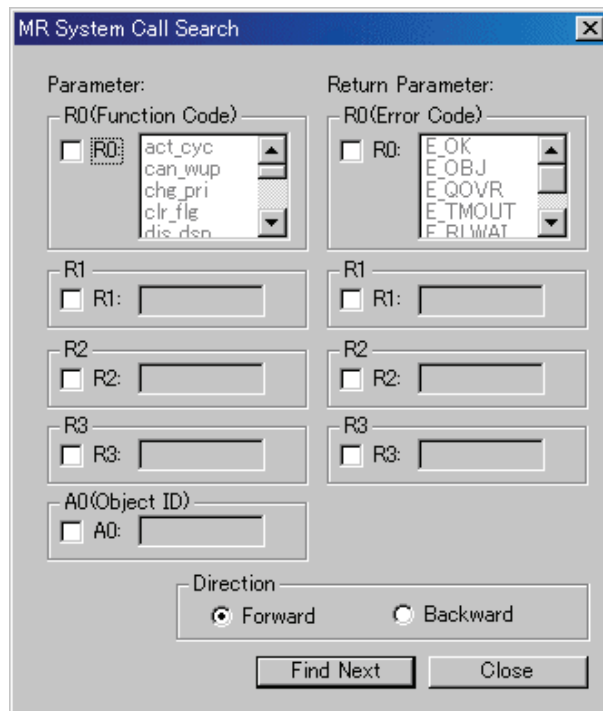 MR System Call Search
Parameter:
R0(Function Code)
R0:
act_cyc
can_wup
chg_pri
clr_flg
dis_dsp
R1
R1:
R2
R2:
R3
R3:
A0(Object ID)
A0:
Return Parameter:
R0(Error Code)
R0:
E_OK
E_OBJ
E_QOVR
E_TMOUT
E_RLWAI
R1
R1:
R2
R2:
R3
R3:
Direction
Forward
Backward
Find Next
Close